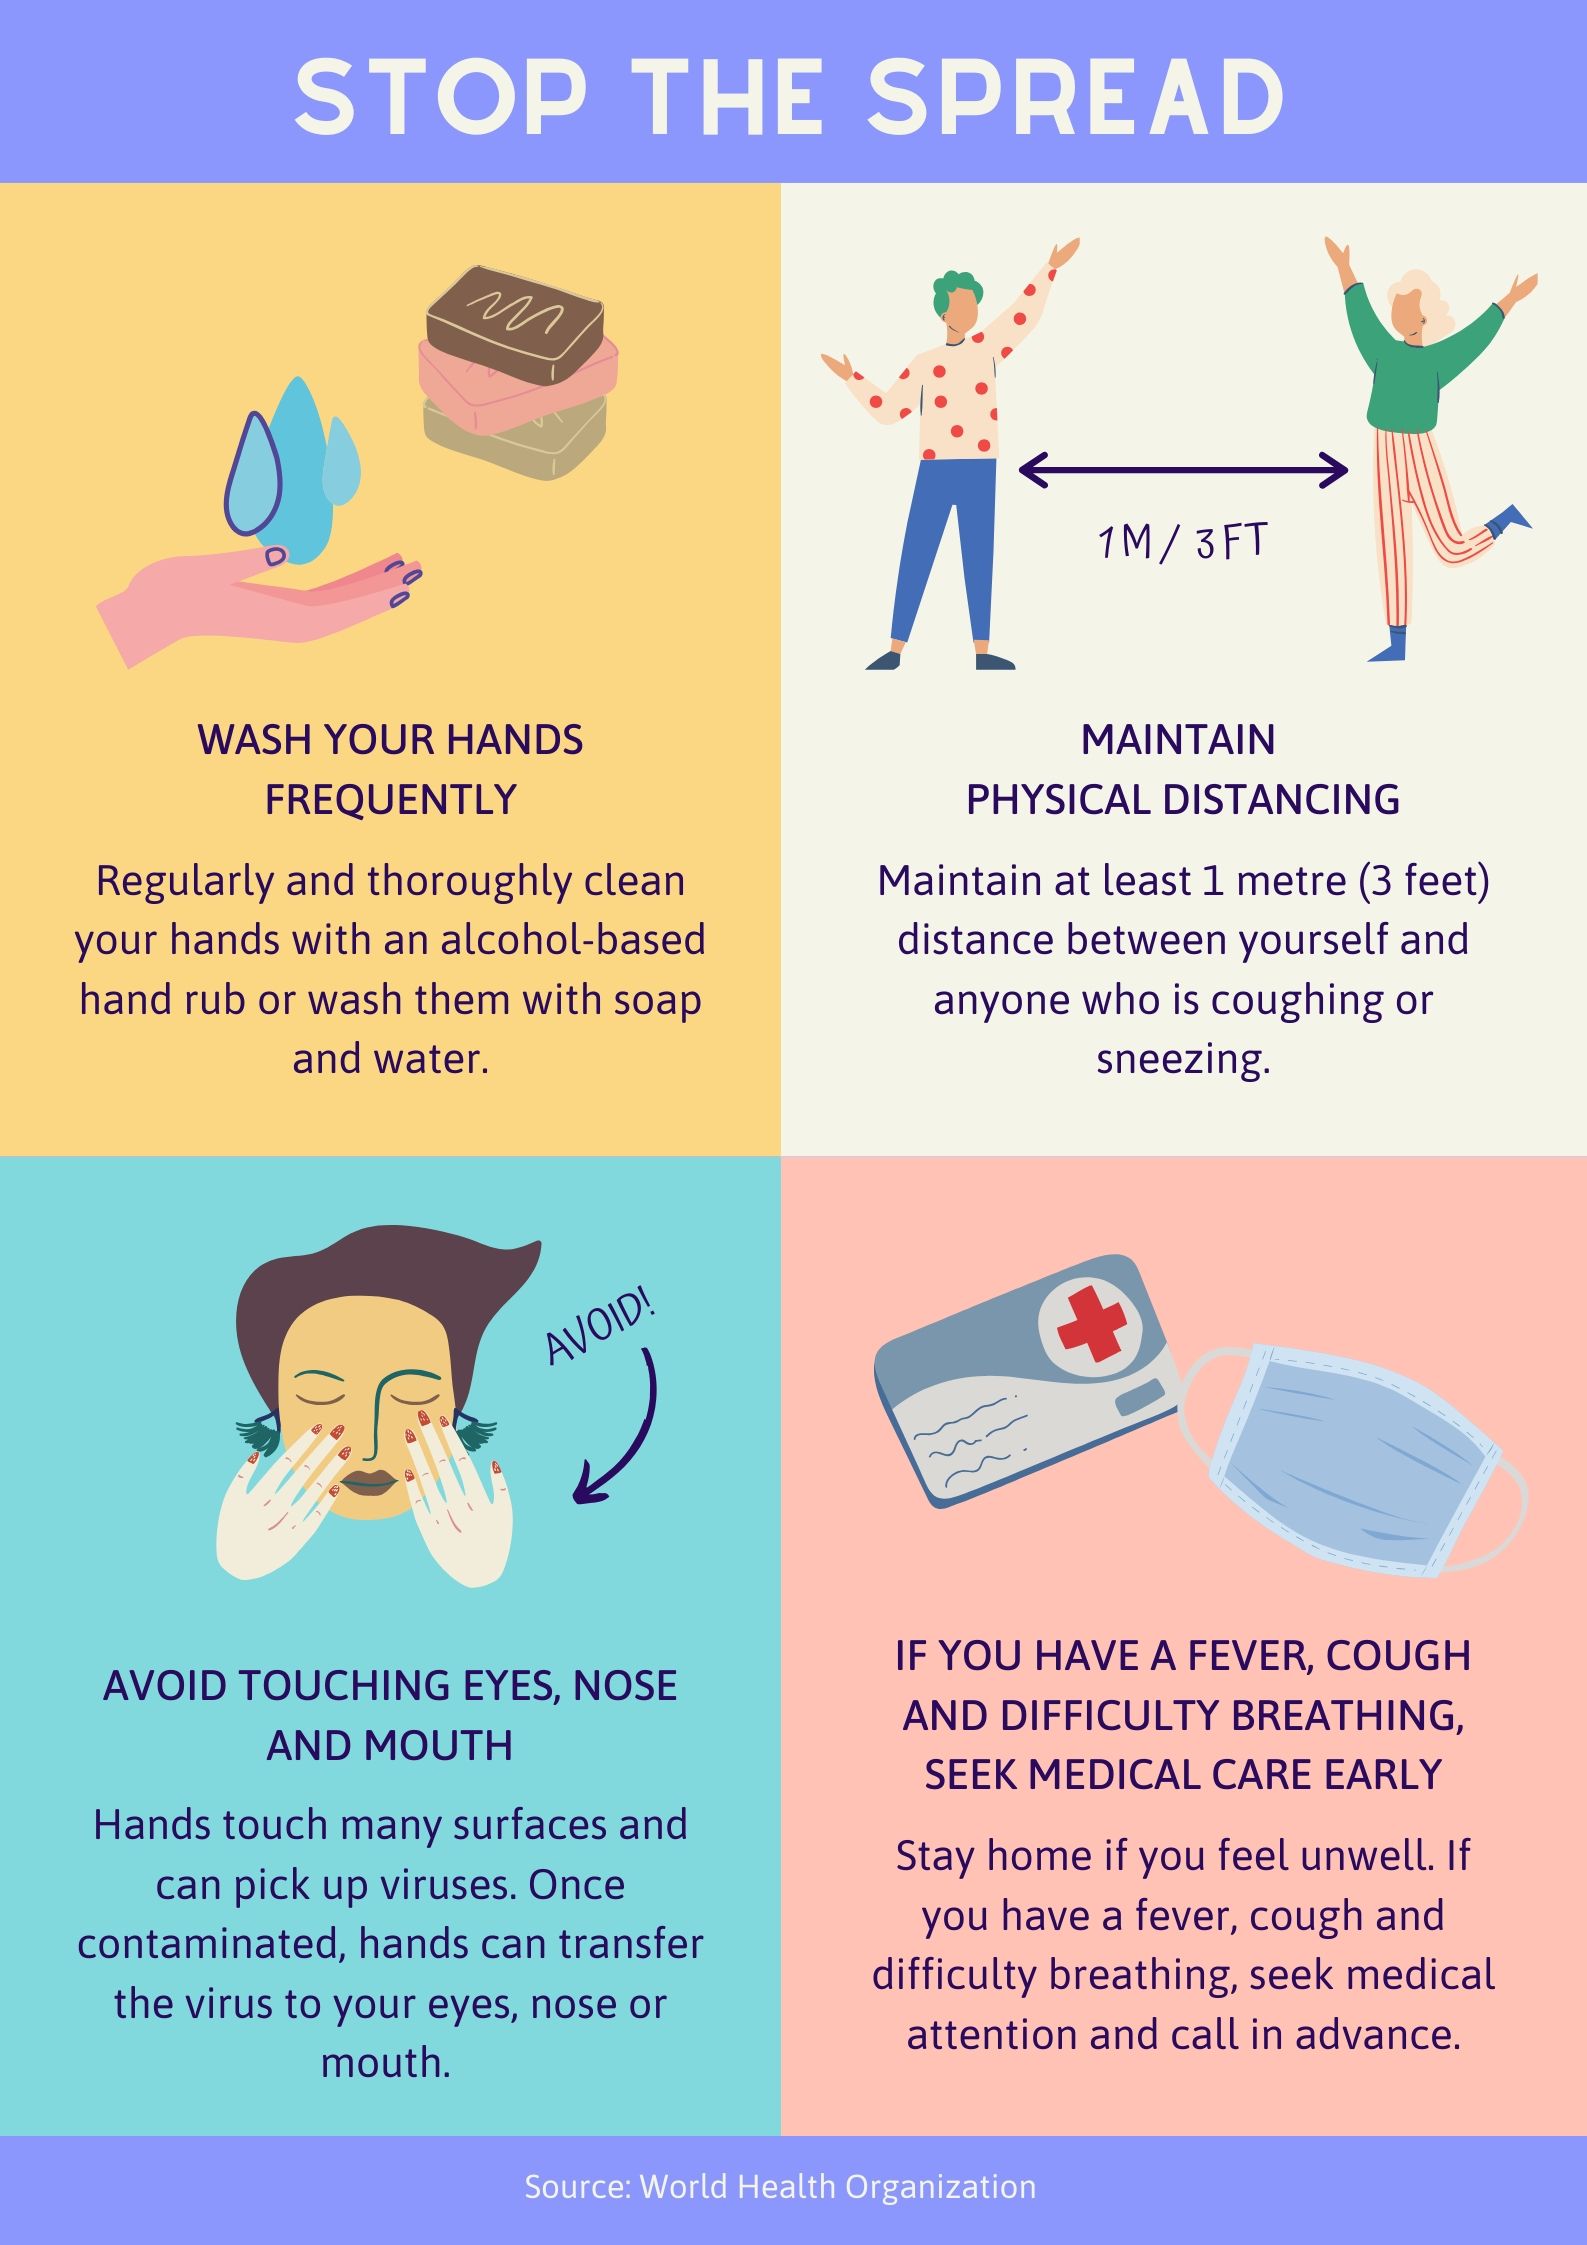 STOP THE SPREAD
1M/ 3FT
WASH YOUR HANDS
FREQUENTLY
Regularly and thoroughly clean
your hands with an alcohol-based
hand rub or wash them with soap
and water.
MAINTAIN
PHYSICAL DISTANCING
Maintain at least 1 metre (3 feet)
distance between yourself and
anyone who is coughing or
sneezing.
AVOID!
AVOID TOUCHING EYES, NOSE
AND MOUTH
Hands touch many surfaces and
can pick up viruses. Once
contaminated, hands can transfer
the virus to your eyes, nose or
mouth.
IF YOU HAVE A FEVER, COUGH
AND DIFFICULTY BREATHING,
SEEK MEDICAL CARE EARLY
Stay home if you feel unwell. If
you have a fever, cough and
difficulty breathing, seek medical
attention and call in advance.
Source: World Health Organization